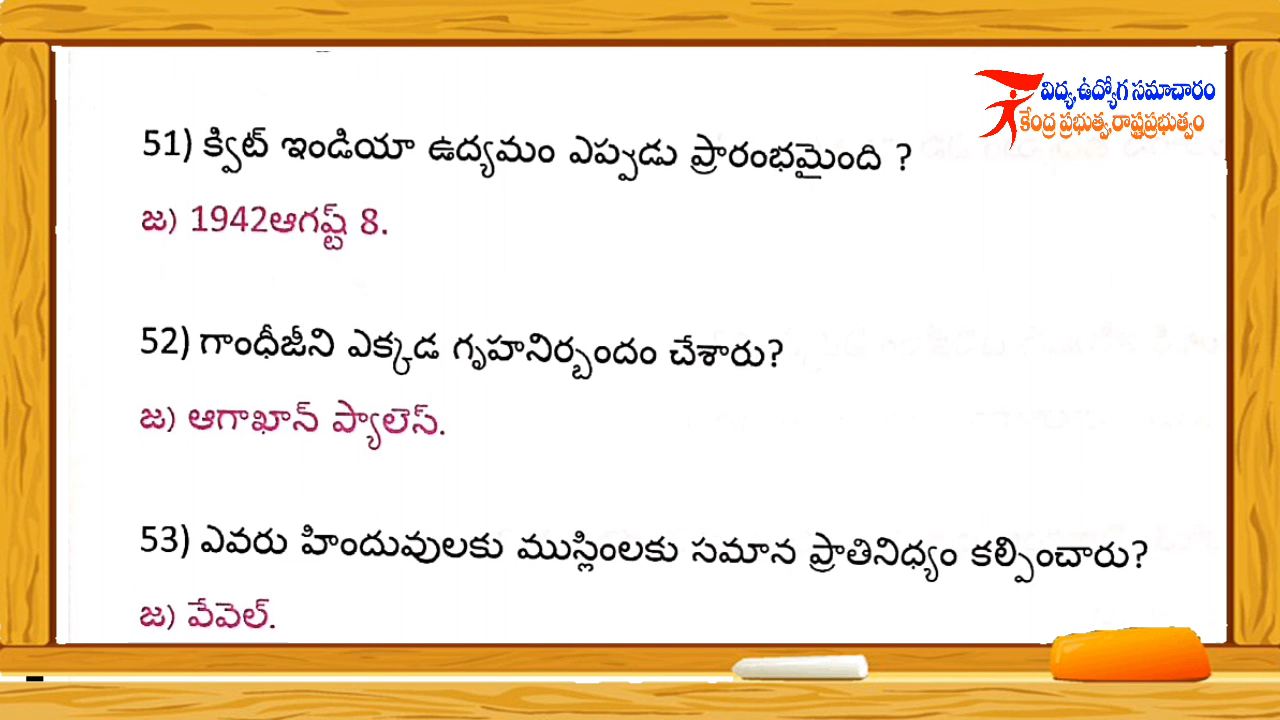 విద్య,ఉద్యోగ సమాచారం
కేంద్ర ప్రభుత్వ,రాష్ట్రప్రభుత్వం
51) క్విట్ ఇండియా ఉద్యమం ఎప్పుడు ప్రారంభమైంది ?
జ) 1942ఆగష్ట్ 8.
52) గాంధీజీని ఎక్కడ గృహనిర్బందం చేశారు?
జ) ఆగాఖాన్ ప్యాలెస్.
53) ఎవరు హిందువులకు ముస్లింలకు సమాన ప్రాతినిధ్యం కల్పించారు?
జ) వేవెల్.